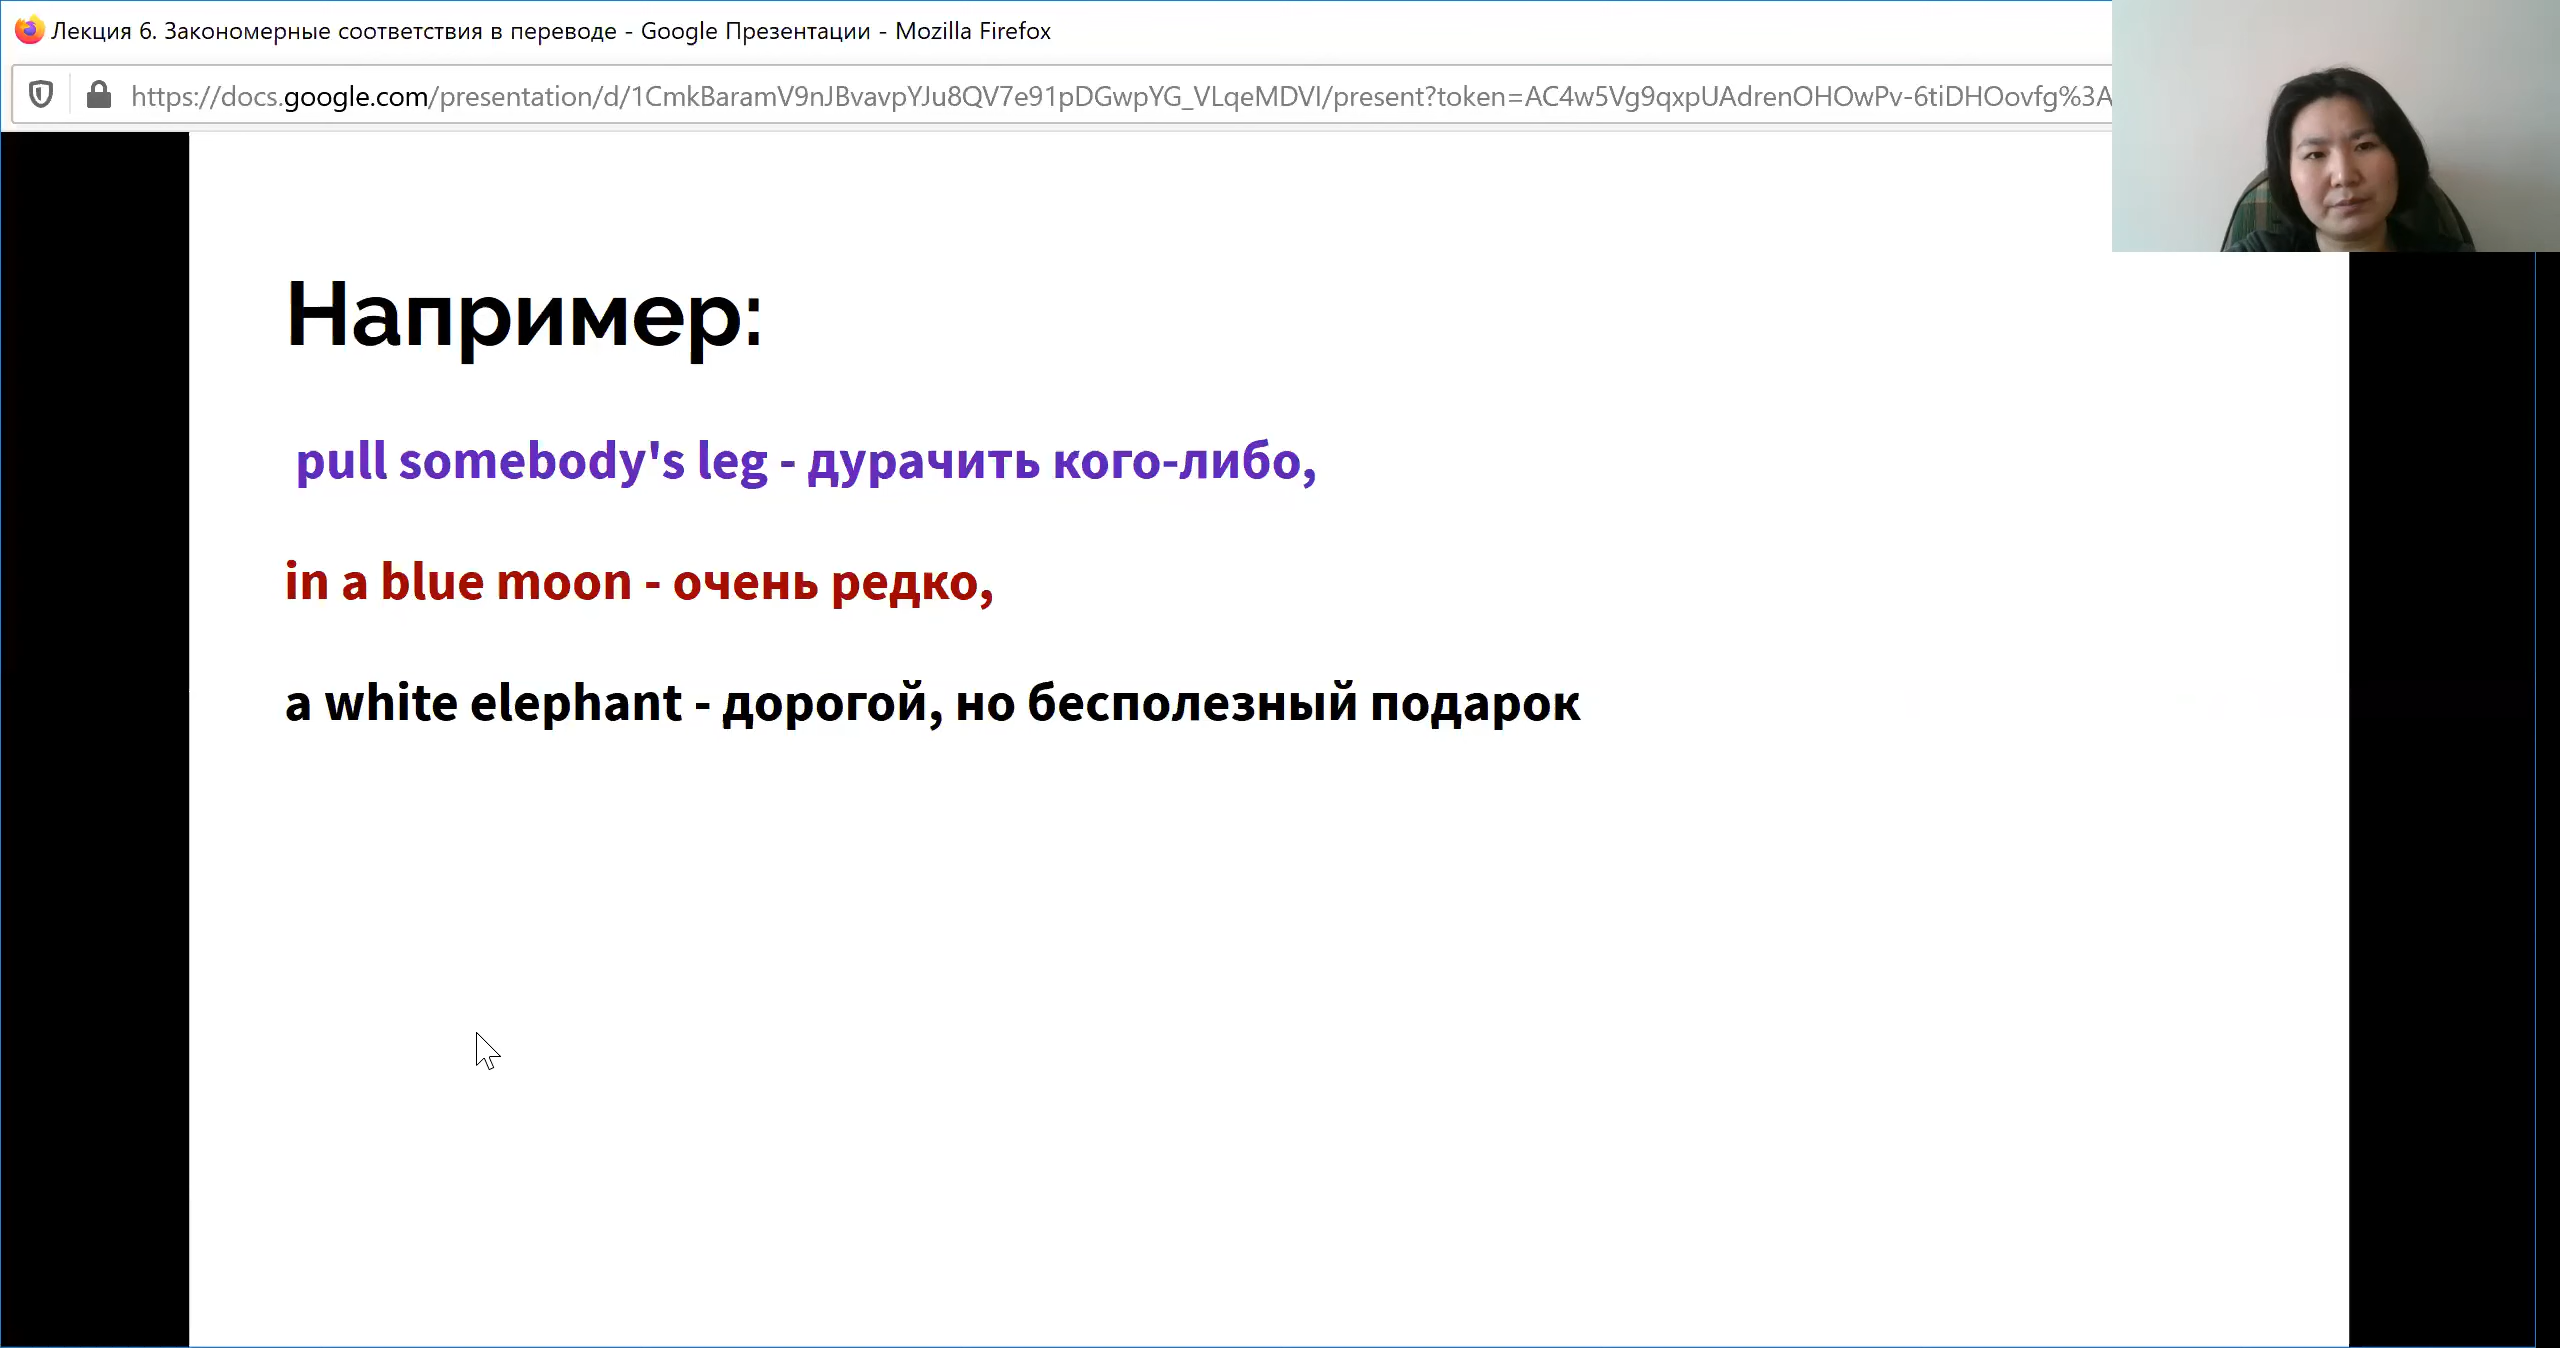 Лекция 6. Закономерные соответствия в переводе - Google Презентации - Mozilla Firefox
https://docs.google.com/presentation/d/1CmkBaramV9nJBvavpYJu8QV7e91pDGwpYG_VLqeMDVI/present?token=AC4w5Vg9qxpUAdrenOHOwPv-6tiDHOovfg%3A
Например:
pull somebody's leg - дурачить кого-либо,
in a blue moon - очень редко,
a white elephant - дорогой, но бесполезный подарок